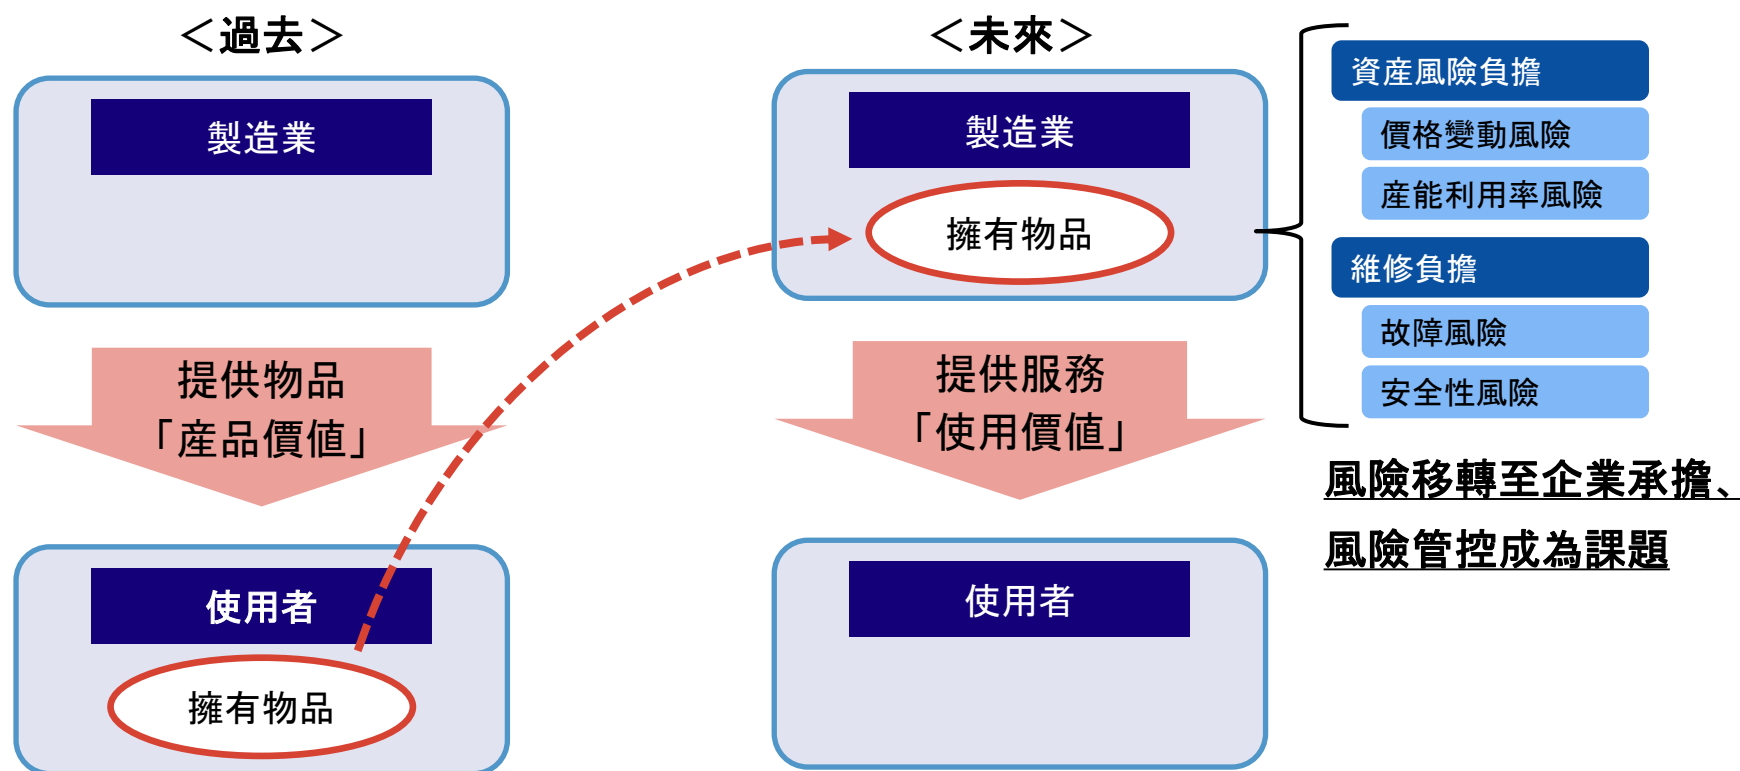 ＜過去＞
製造業
提供物品
「産品價值」
使用者
擁有物品
＜未來＞
製造業
擁有物品
提供服務
「使用價值」
使用者
資産風險負擔
價格變動風險
産能利用率風險
維修負擔
故障風險
安全性風險
風險移轉至企業承擔、
風險管控成為課題